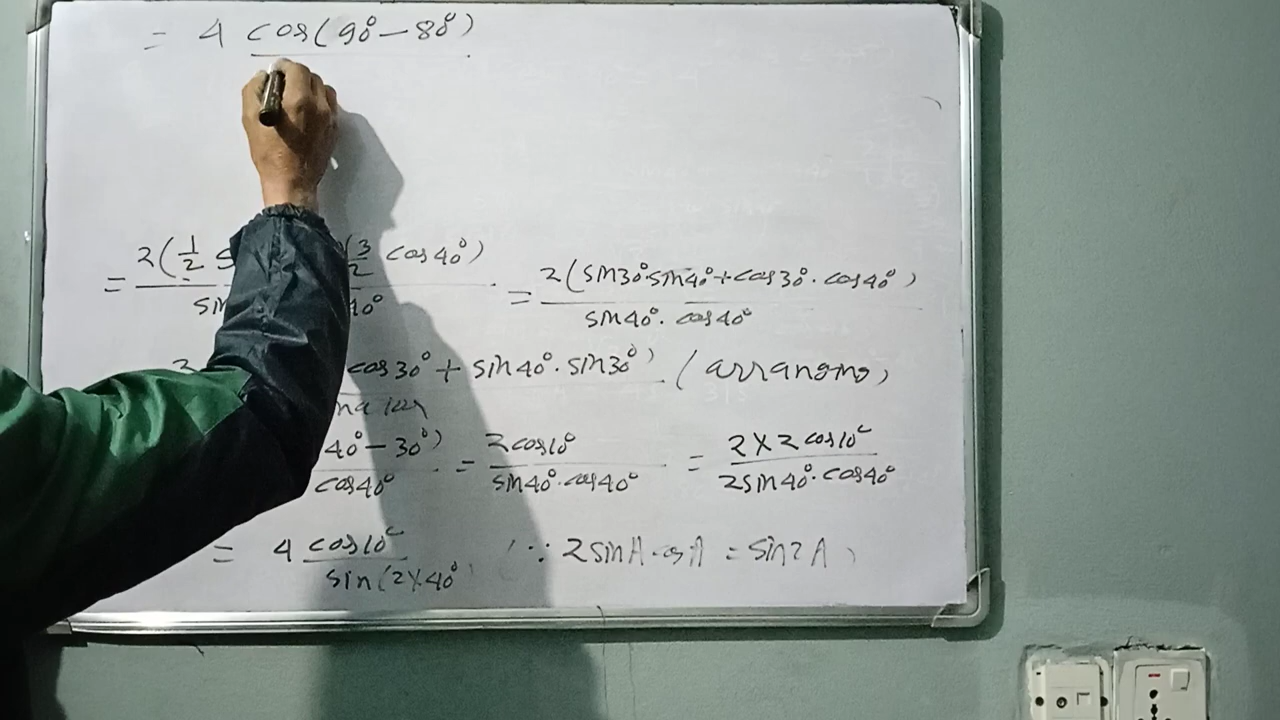 = 4 cos(90° - 80°)
= 2(1/2 s 3/2 cos40°) / sin 40° = 2(sin30° sin40° + cos30° . cos40°) / sin40° . cos40°
cos30° + sin40° . sin30°) (
40° - 30°) / cos40° = 2cos10° / sin40° . cos40° = 2 X 2 cos10° / 2sin40° . cos40°
= 4 cos10° / sin(2 X 40° (∵ 2sinA . cosA = sin2A)